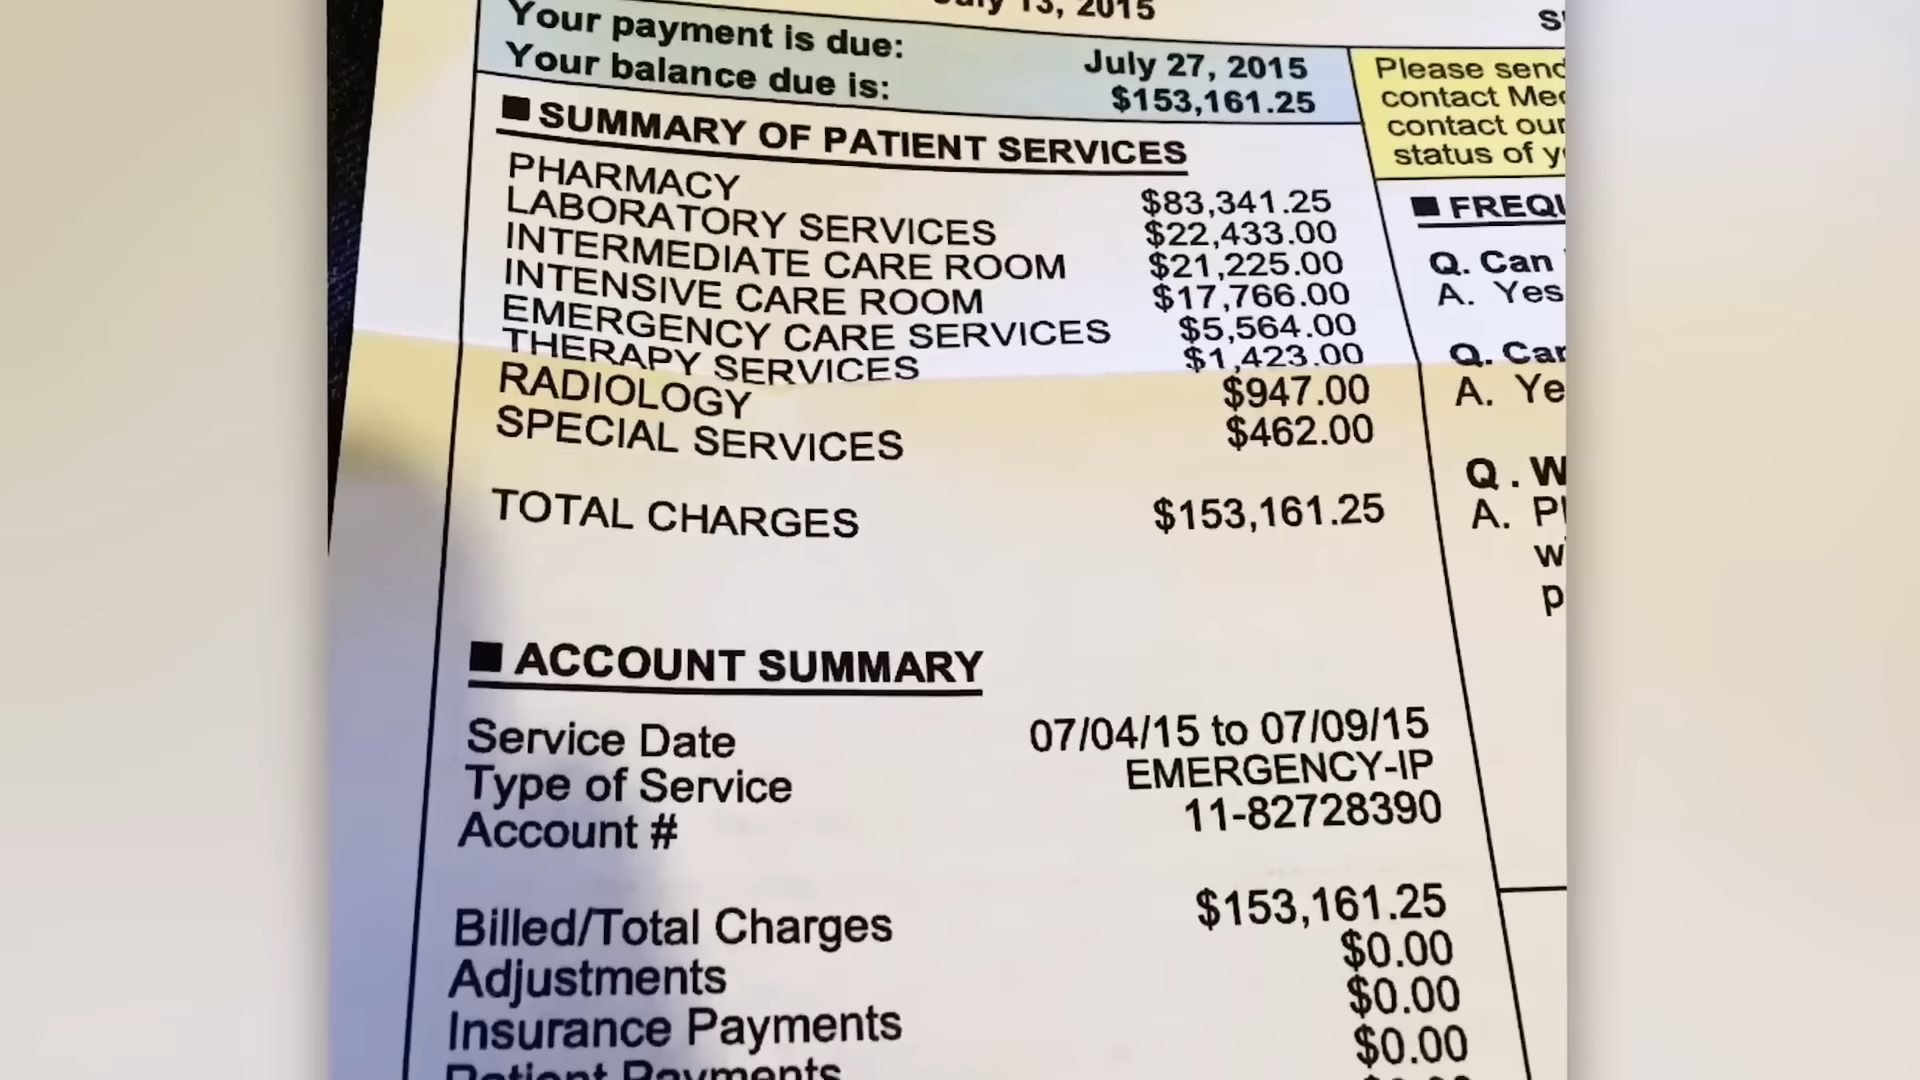 July 13, 2015
Your payment is due: July 27, 2015
Your balance due is: $153,161.25
SUMMARY OF PATIENT SERVICES
PHARMACY $83,341.25
LABORATORY SERVICES $22,433.00
INTERMEDIATE CARE ROOM $21,225.00
INTENSIVE CARE ROOM $17,766.00
EMERGENCY CARE SERVICES $5,564.00
THERAPY SERVICES $1,423.00
RADIOLOGY $947.00
SPECIAL SERVICES $462.00
TOTAL CHARGES $153,161.25
ACCOUNT SUMMARY
Service Date 07/04/15 to 07/09/15
Type of Service EMERGENCY-IP
Account # 11-82728390
Billed/Total Charges $153,161.25
Adjustments $0.00
Insurance Payments $0.00
Patient Payments $0.00
Please send
contact
contact our
status of
Q. Can
A. Yes
Q.
A.
Q.
A.